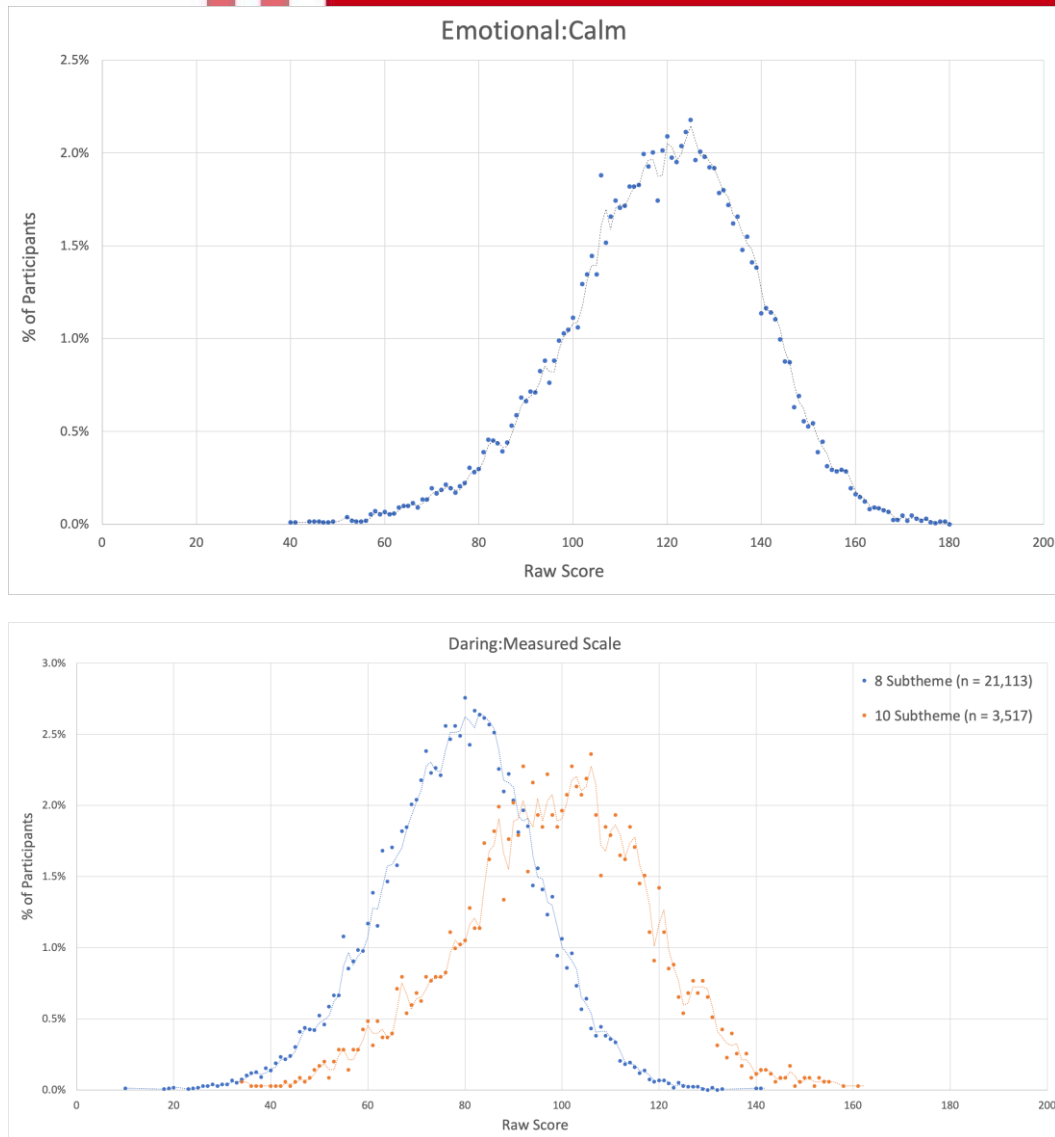 Emotional:Calm
2.5%
2.0%
1.5%
1.0%
0.5%
0.0%
% of Participants
0 20 40 60 80 100 120 140 160 180 200
Raw Score
Daring:Measured Scale
8 Subtheme (n = 21,113)
10 Subtheme (n = 3,517)
3.0%
2.5%
2.0%
1.5%
1.0%
0.5%
0.0%
% of Participants
0 20 40 60 80 100 120 140 160 180 200
Raw Score